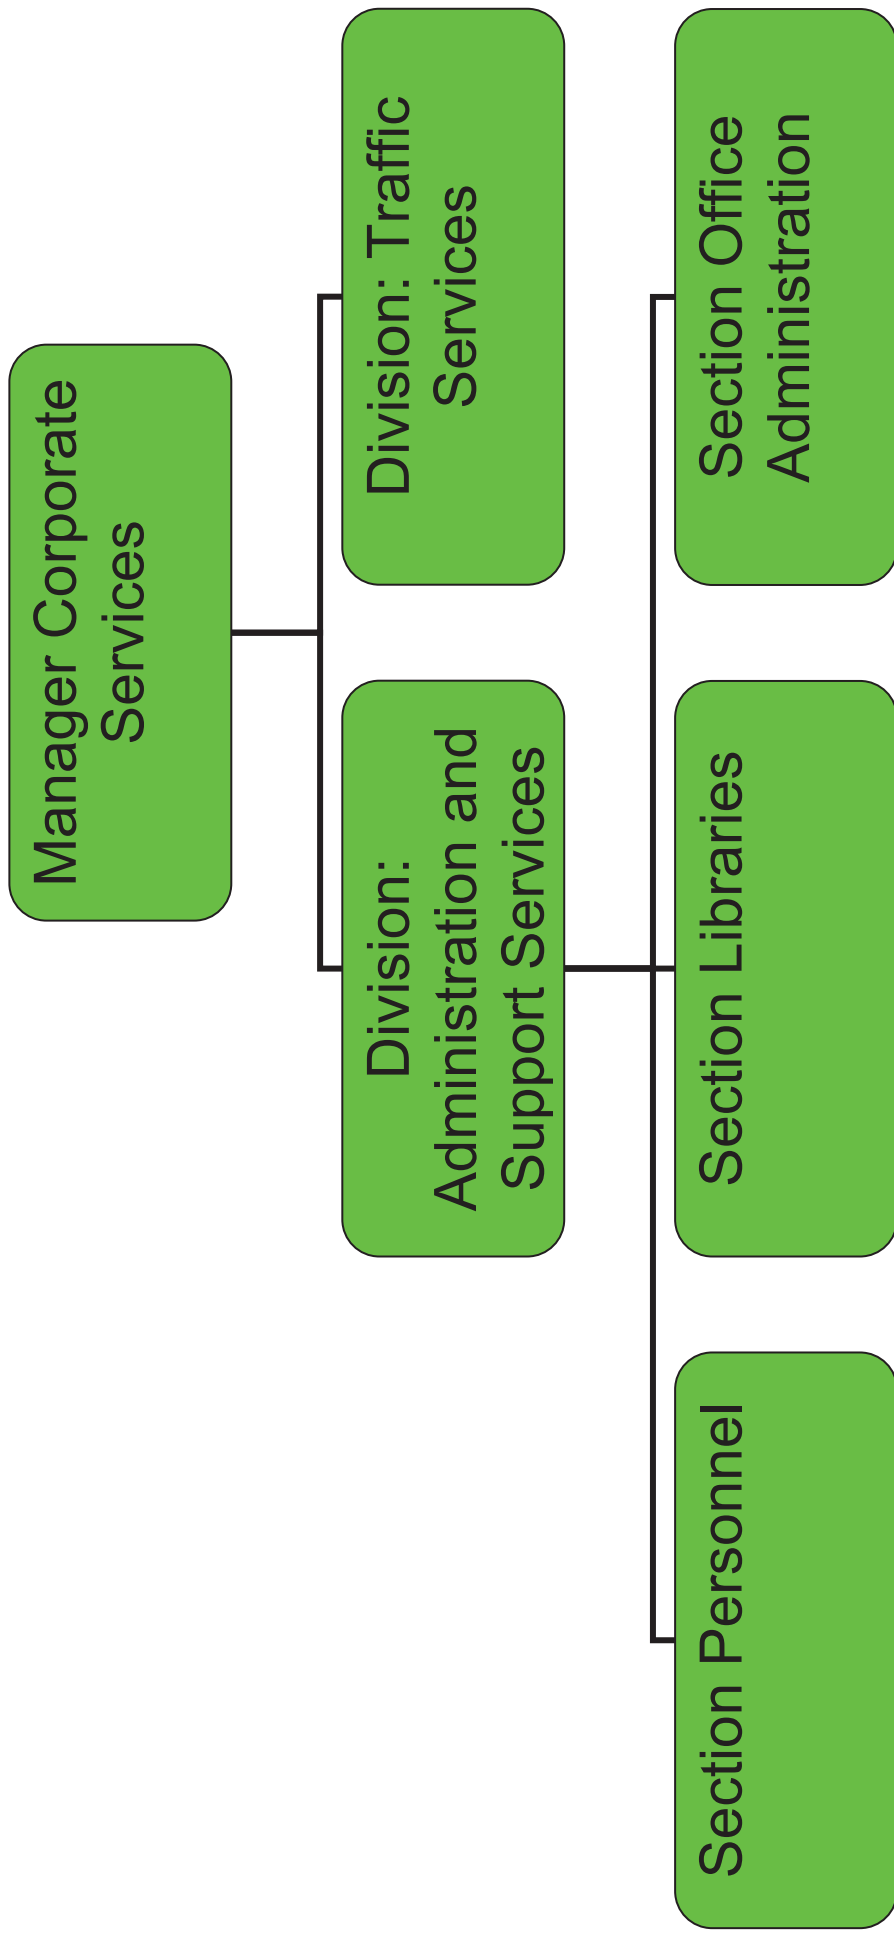 Manager Corporate
Services
Division:
Administration and
Support Services
Division: Traffic
Services
Section Personnel
Section Libraries
Section Office
Administration